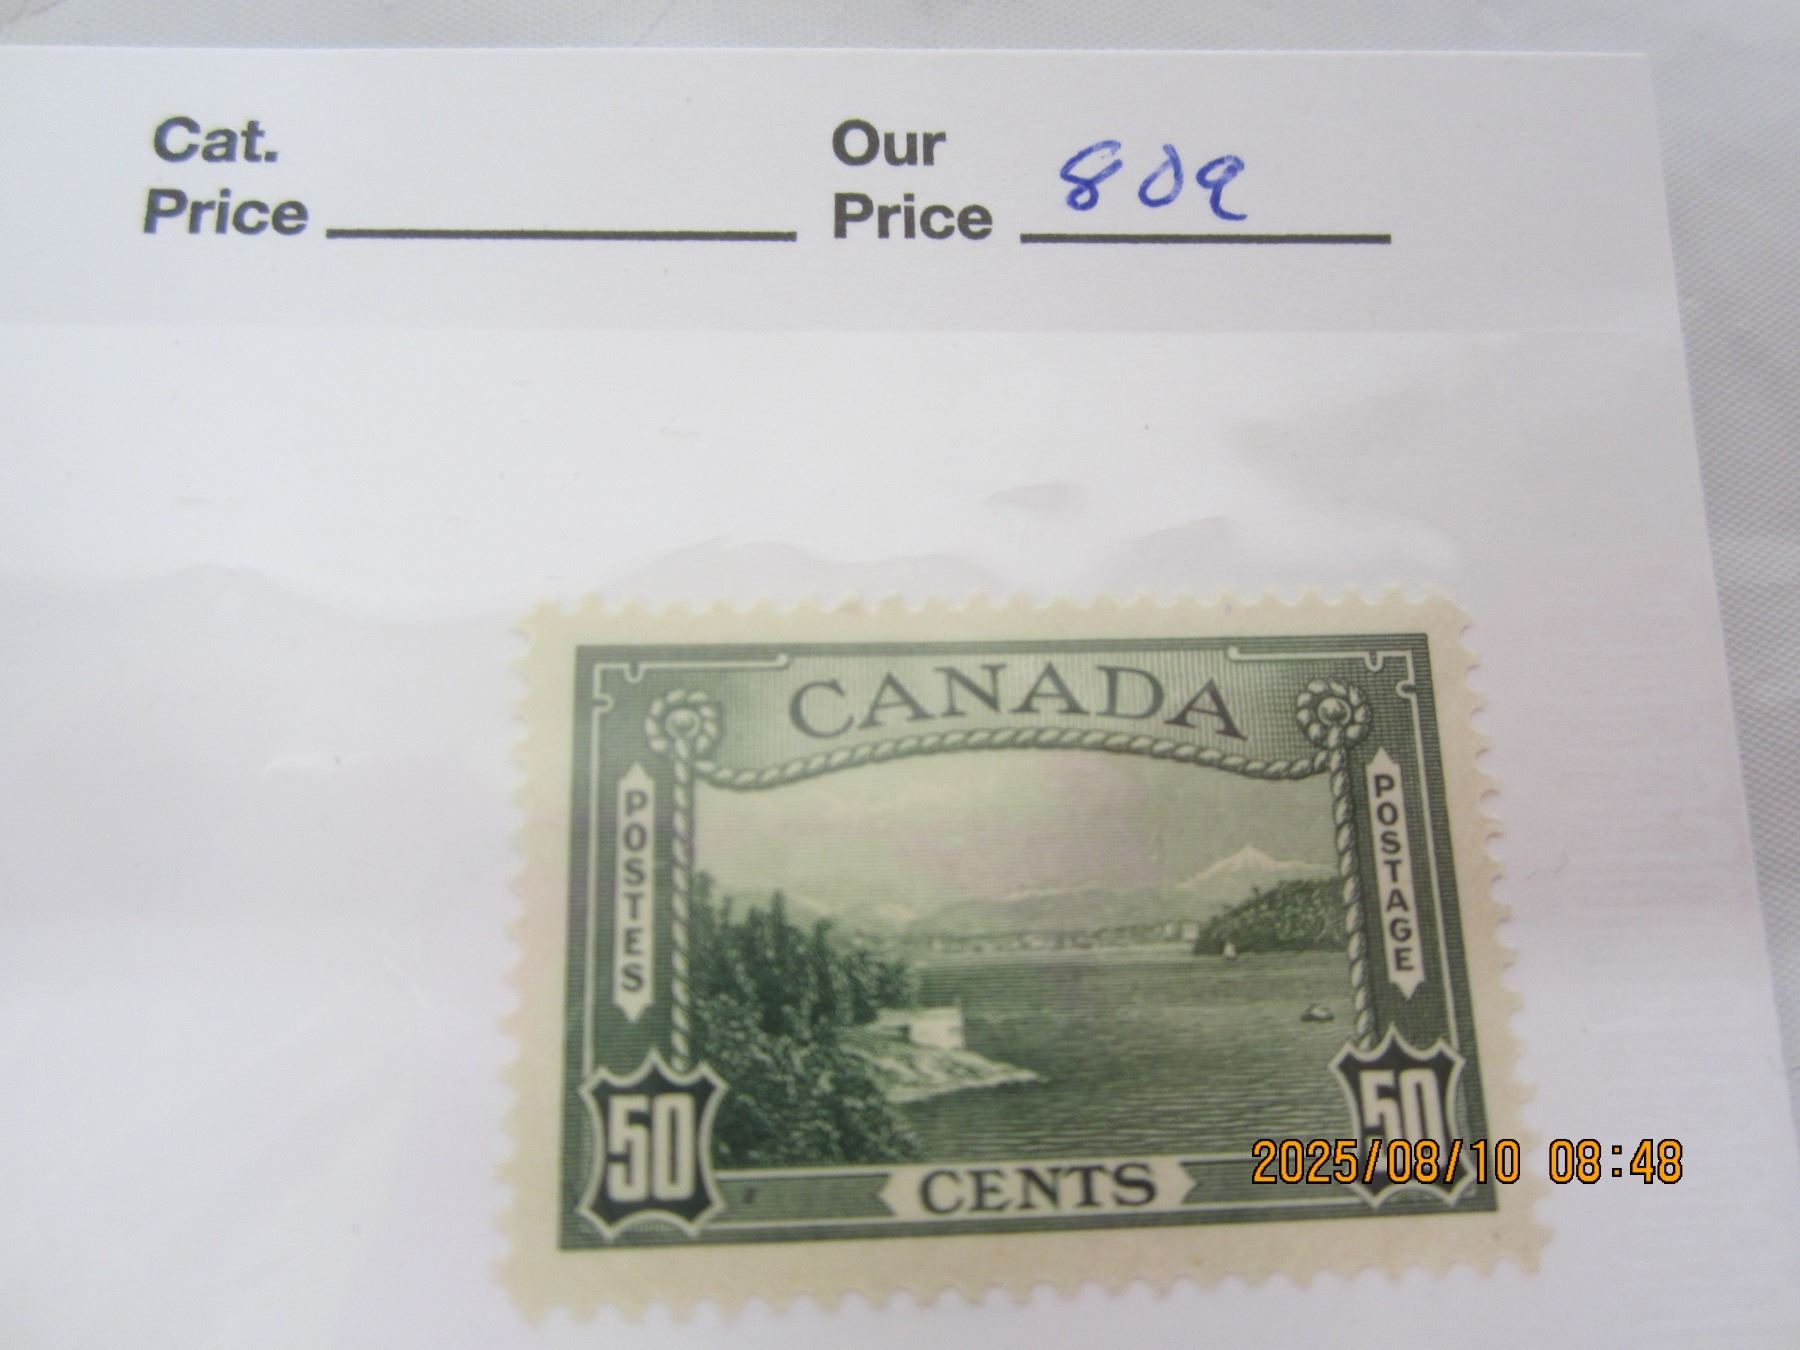 Cat.
Price
Our
Price 809
CANADA
POSTES
POSTAGE
50
50
CENTS
2025/08/10 08:48